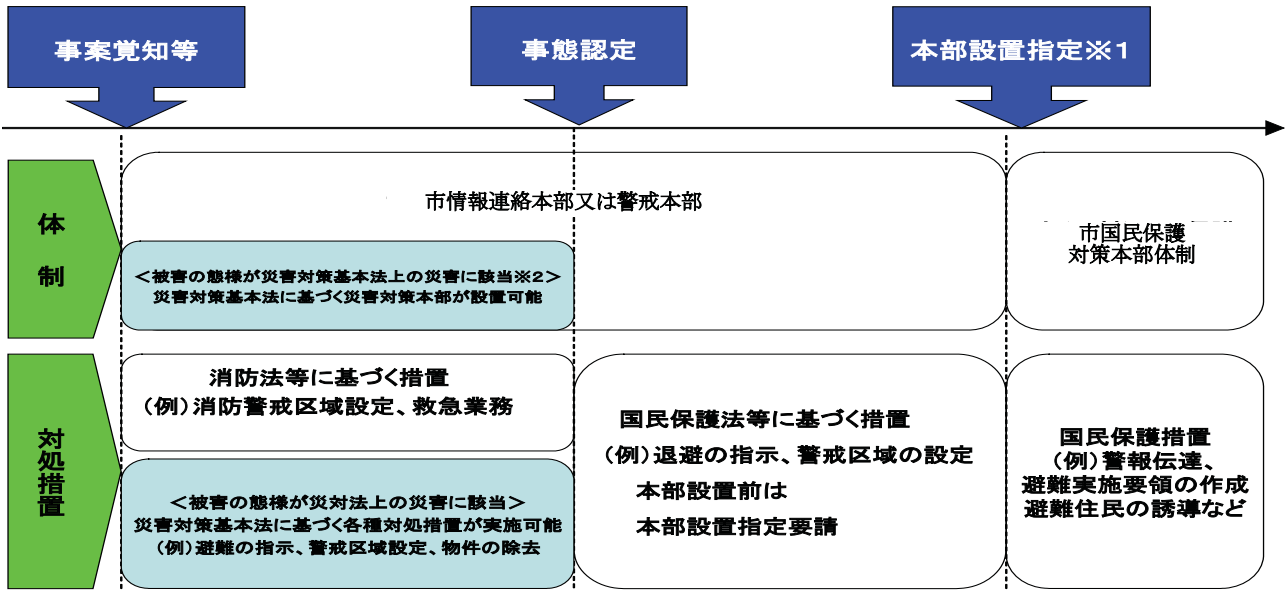 事案覚知等
事態認定
本部設置指定※1
体
制
市情報連絡本部又は警戒本部
＜被害の態様が災害対策基本法上の災害に該当※2＞
災害対策基本法に基づく災害対策本部が設置可能
市国民保護
対策本部体制
対
処
措
置
消防法等に基づく措置
（例）消防警戒区域設定、救急業務
＜被害の態様が災対法上の災害に該当＞
災害対策基本法に基づく各種対処措置が実施可能
（例）避難の指示、警戒区域設定、物件の除去
国民保護法等に基づく措置
（例）退避の指示、警戒区域の設定
本部設置前は
本部設置指定要請
国民保護措置
（例）警報伝達、
避難実施要領の作成
避難住民の誘導など